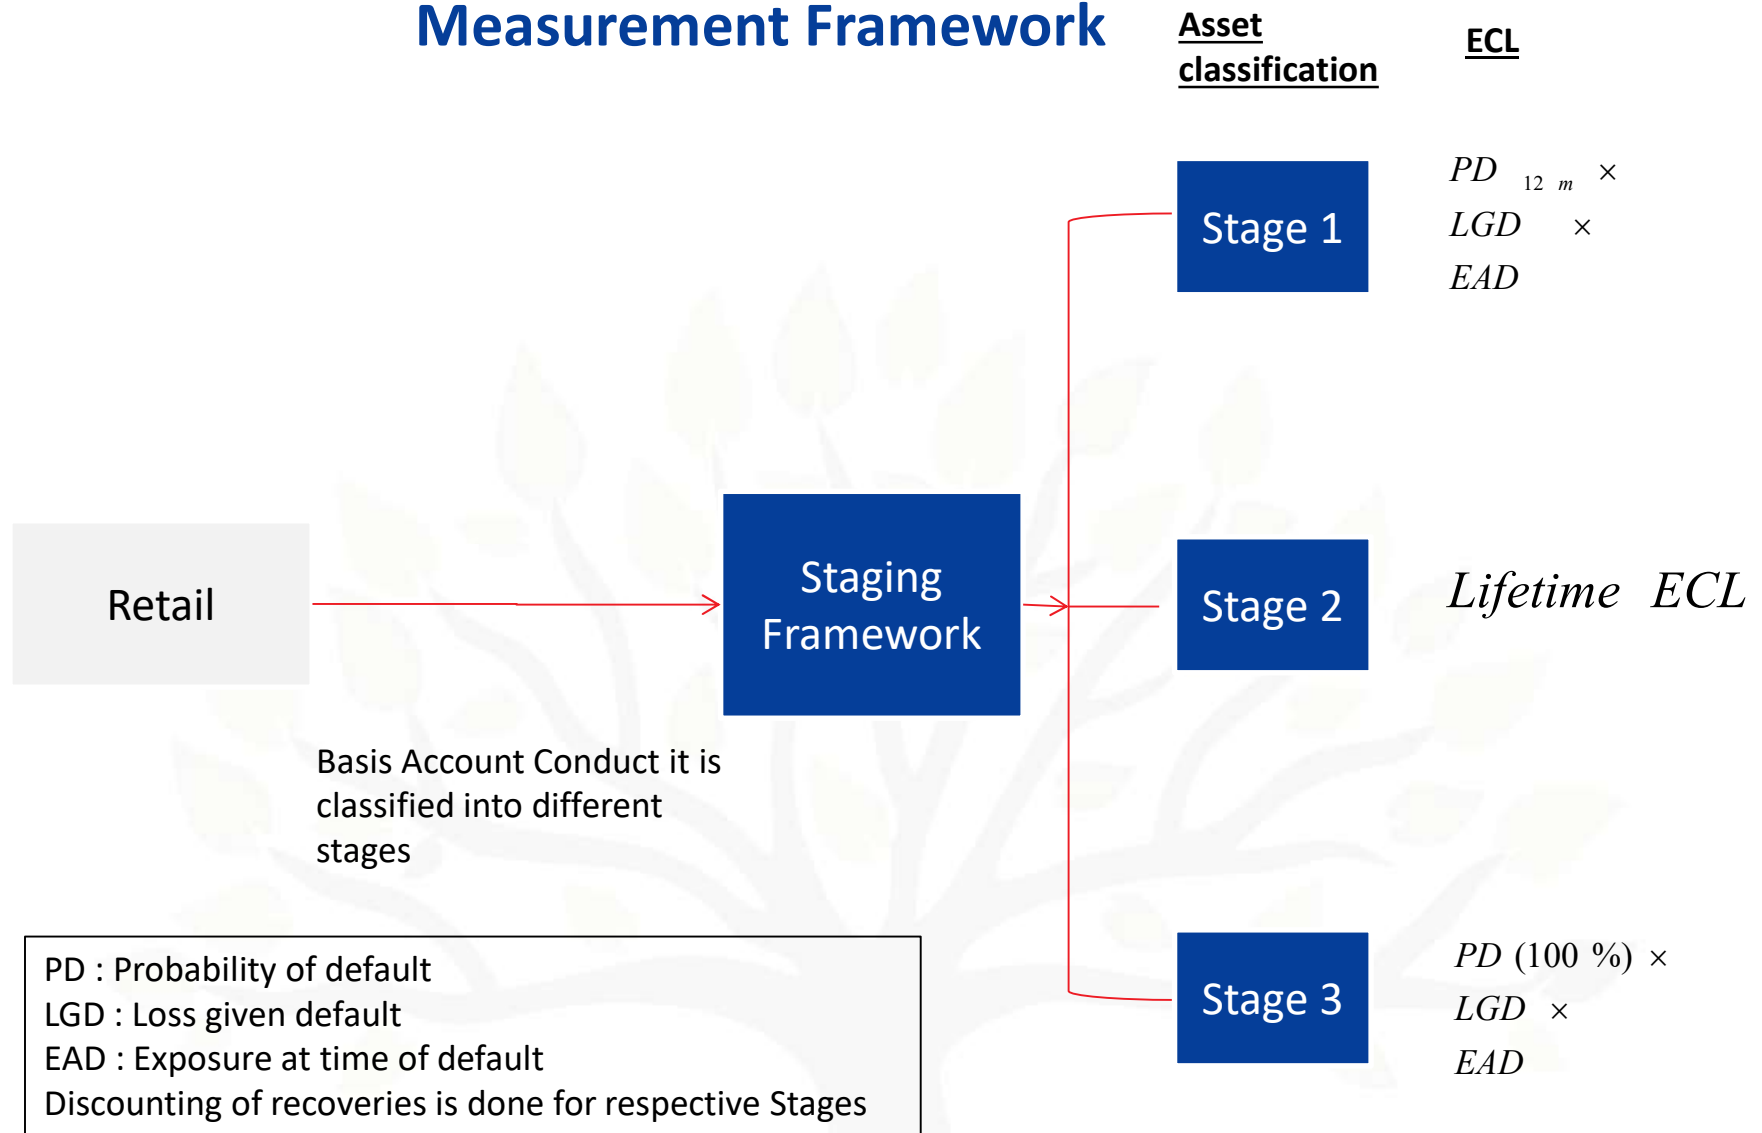 Measurement Framework
Asset
classification
ECL
Stage 1
PD 12 m ×
LGD ×
EAD
Retail
Staging
Framework
Stage 2
Lifetime ECL
Basis Account Conduct it is
classified into different
stages
Stage 3
PD (100 %) ×
LGD ×
EAD
PD : Probability of default
LGD : Loss given default
EAD : Exposure at time of default
Discounting of recoveries is done for respective Stages